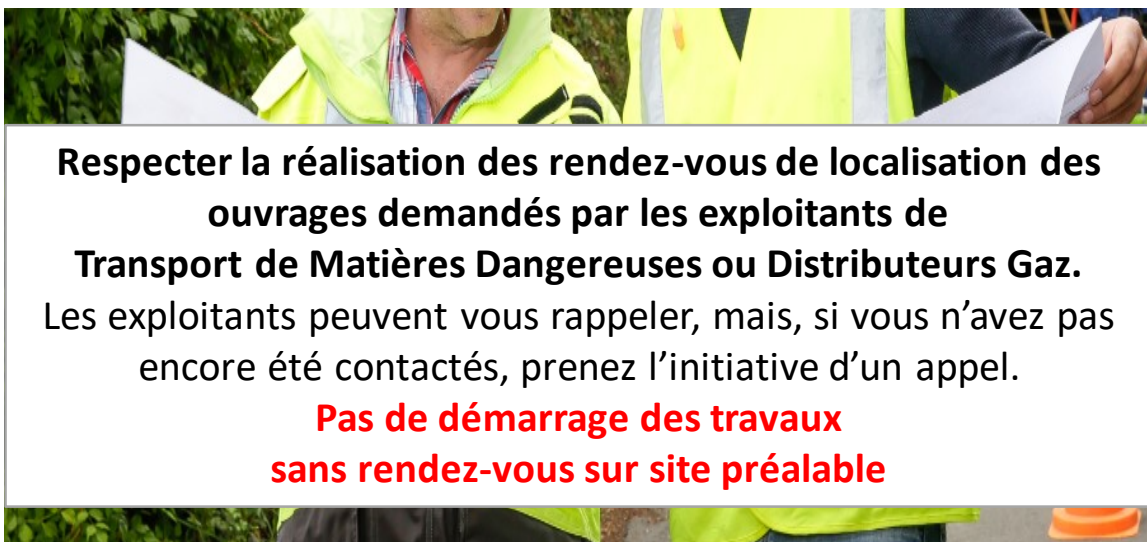 Respecter la réalisation des rendez-vous de localisation des
ouvrages demandés par les exploitants de
Transport de Matières Dangereuses ou Distributeurs Gaz.
Les exploitants peuvent vous rappeler, mais, si vous n’avez pas
encore été contactés, prenez l’initiative d’un appel.
Pas de démarrage des travaux
sans rendez-vous sur site préalable